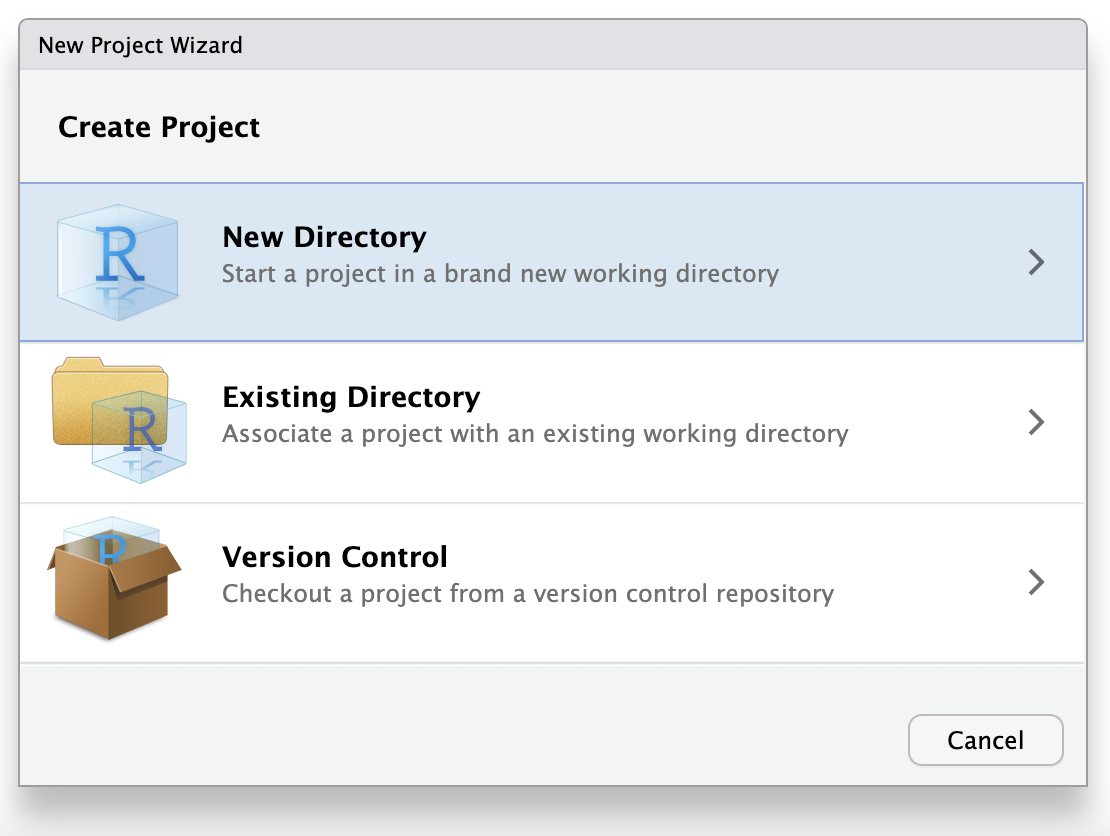 New Project Wizard
Create Project
R
New Directory
Start a project in a brand new working directory
R
Existing Directory
Associate a project with an existing working directory
R
Version Control
Checkout a project from a version control repository
Cancel